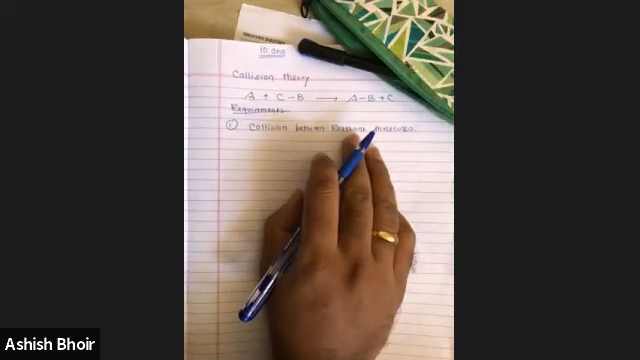 10,000
Collision theory
A + C - B ⟶ A - B + C
Requirements
① Collision between Reactant molecules.
Ashish Bhoir